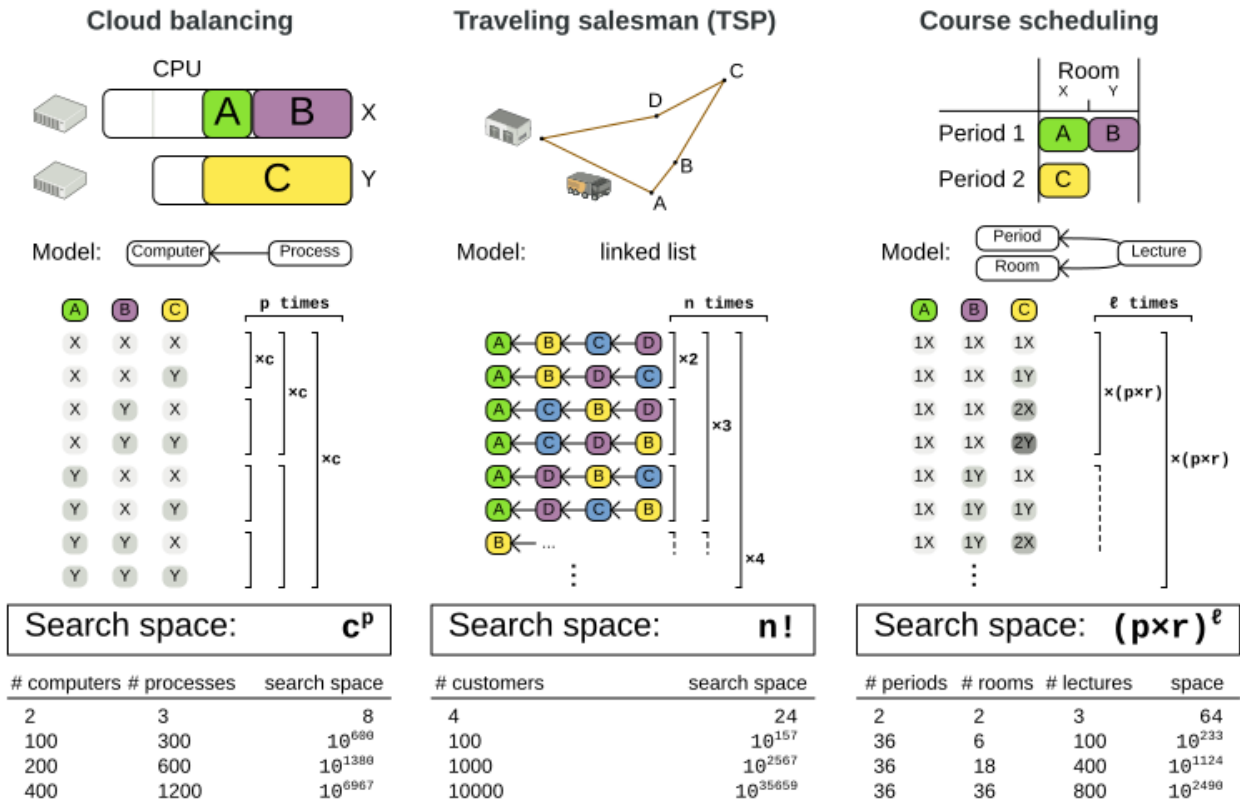 Cloud balancing
CPU
A B X
C Y
Model: Computer Process
A B C p times
X X X
X X Y ×c
X Y X ×c
X Y Y
Y X X ×c
Y X Y
Y Y X
Y Y Y
Search space: c^p
# computers # processes search space
2 3 8
100 300 10^600
200 600 10^1380
400 1200 10^6967
Traveling salesman (TSP)
C
D
B
A
Model: linked list
n times
A B C D ×2
A B D C
A C B D ×3
A C D B
A D B C
A D C B
B ... ×4
⋮
Search space: n!
# customers search space
4 24
100 10^157
1000 10^2567
10000 10^35659
Course scheduling
Room
X Y
Period 1 A B
Period 2 C
Model: Period Room Lecture
A B C ℓ times
1X 1X 1X
1X 1X 1Y ×(p×r)
1X 1X 2X
1X 1X 2Y
1X 1Y 1X ×(p×r)
1X 1Y 1Y
1X 1Y 2X
⋮
Search space: (p×r)^ℓ
# periods # rooms # lectures space
2 2 3 64
36 6 100 10^233
36 18 400 10^1124
36 36 800 10^2490